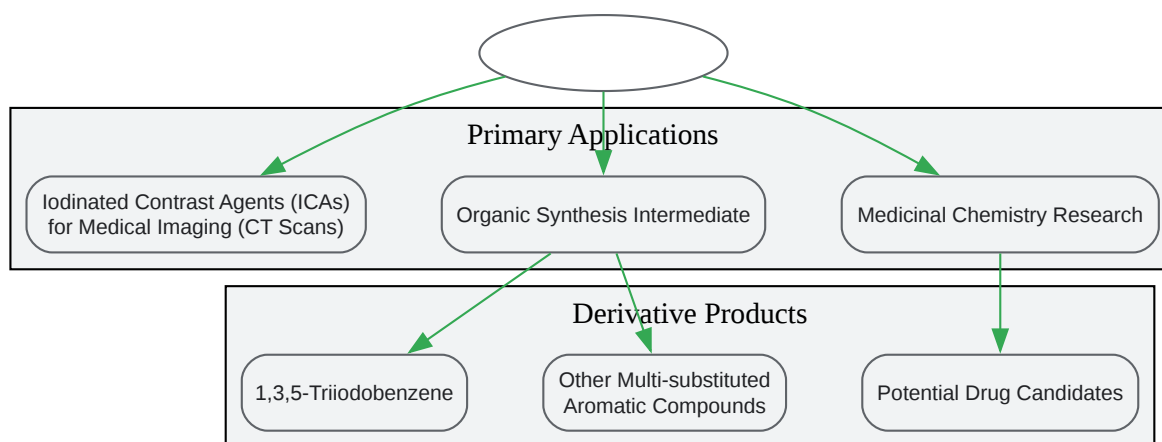 Primary Applications
Iodinated Contrast Agents (ICAs)
for Medical Imaging (CT Scans)
Organic Synthesis Intermediate
Medicinal Chemistry Research
Derivative Products
1,3,5-Triiodobenzene
Other Multi-substituted
Aromatic Compounds
Potential Drug Candidates